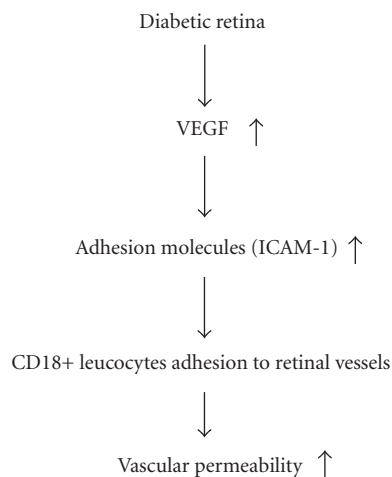 Diabetic retina
VEGF ↑
Adhesion molecules (ICAM-1) ↑
CD18+ leucocytes adhesion to retinal vessels
Vascular permeability ↑